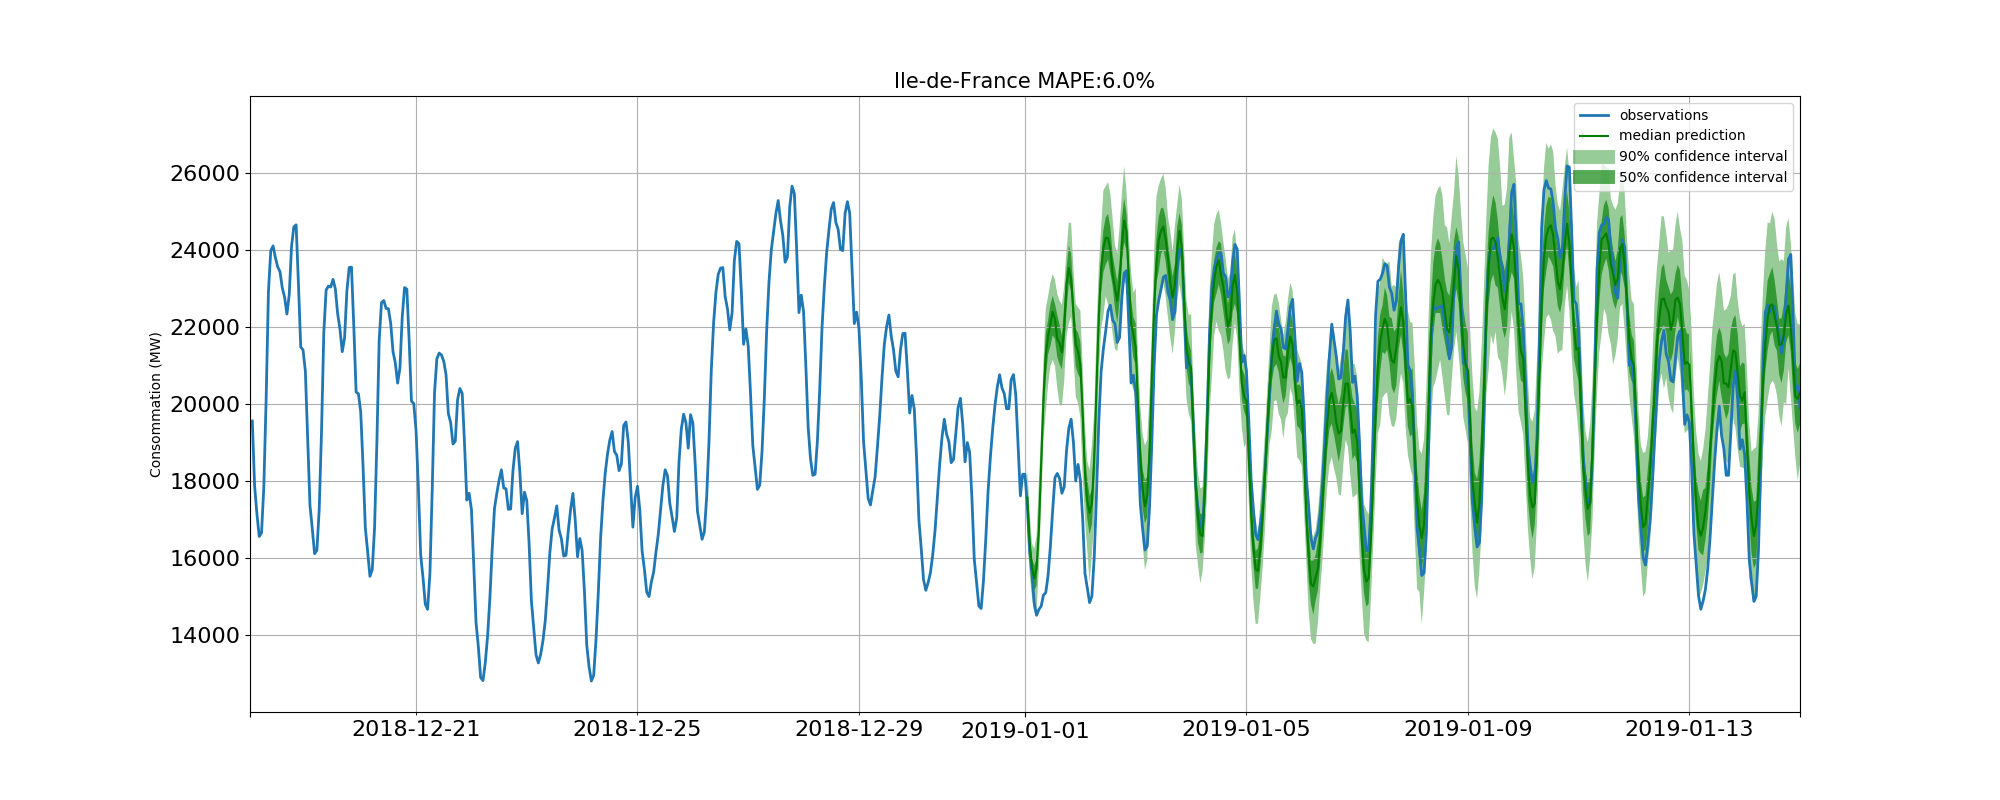 Ile-de-France MAPE:6.0%
observations
median prediction
90% confidence interval
50% confidence interval
Consommation (MW)
26000
24000
22000
20000
18000
16000
14000
2018-12-21 2018-12-25 2018-12-29 2019-01-01 2019-01-05 2019-01-09 2019-01-13